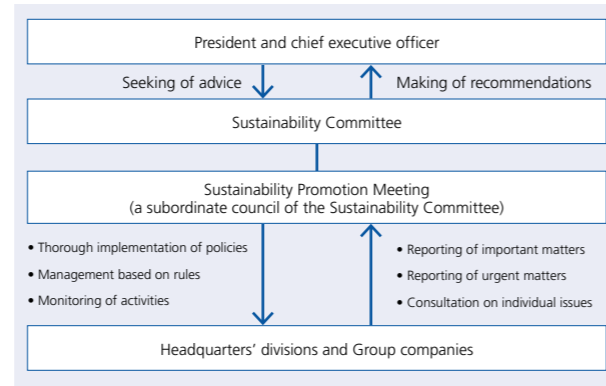 President and chief executive officer
Seeking of advice
Making of recommendations
Sustainability Committee
Sustainability Promotion Meeting
(a subordinate council of the Sustainability Committee)
• Thorough implementation of policies
• Management based on rules
• Monitoring of activities
• Reporting of important matters
• Reporting of urgent matters
• Consultation on individual issues
Headquarters’ divisions and Group companies